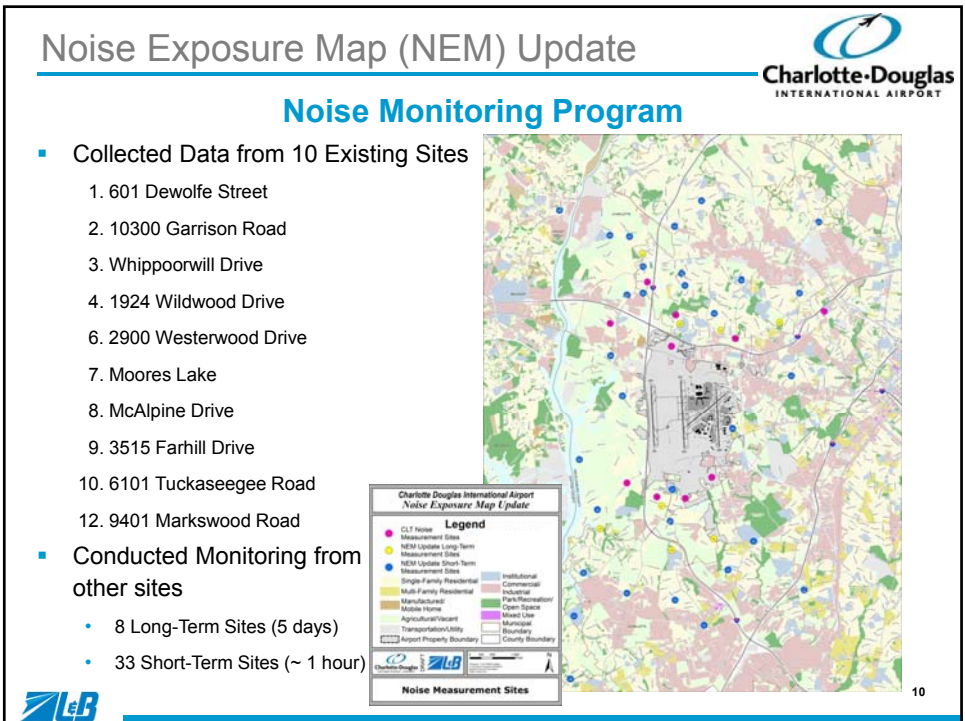 Noise Exposure Map (NEM) Update
Charlotte•Douglas
INTERNATIONAL AIRPORT
Noise Monitoring Program
▪ Collected Data from 10 Existing Sites
1. 601 Dewolfe Street
2. 10300 Garrison Road
3. Whippoorwill Drive
4. 1924 Wildwood Drive
6. 2900 Westerwood Drive
7. Moores Lake
8. McAlpine Drive
9. 3515 Farhill Drive
10. 6101 Tuckaseegee Road
12. 9401 Markswood Road
▪ Conducted Monitoring from
other sites
• 8 Long-Term Sites (5 days)
• 33 Short-Term Sites (~ 1 hour)
Charlotte Douglas International Airport
Noise Exposure Map Update
Legend
CLT Noise
Measurement Sites
NEM Update Long-Term
Measurement Sites
NEM Update Short-Term
Measurement Sites
Single-Family Residential
Multi-Family Residential
Manufactured/
Mobile Home
Agricultural/Vacant
Transportation/Utility
Airport Property Boundary
Institutional
Commercial/
Industrial
Park/Recreation/
Open Space
Mixed Use
Municipal
Boundary
County Boundary
Charlotte•Douglas
DRAFT
L&B
N
Noise Measurement Sites
L&B
10